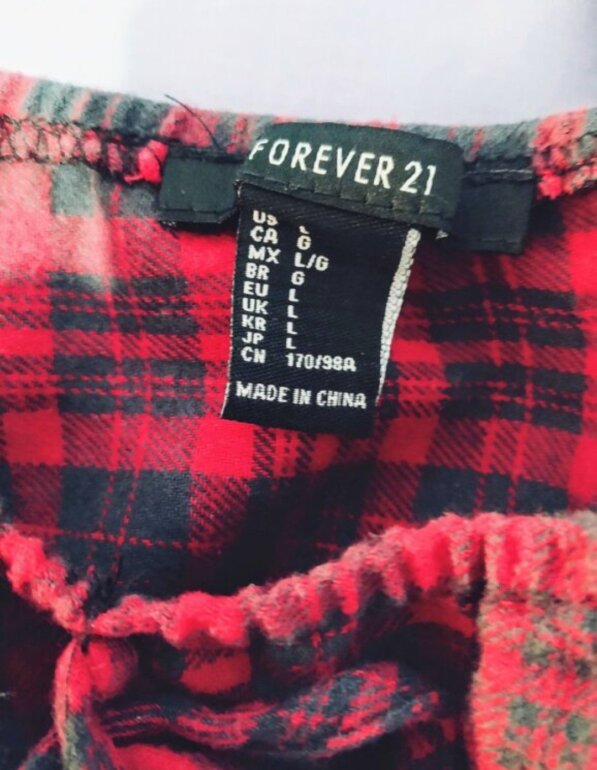 FOREVER 21
US L
CA G
MX L/G
BR G
EU L
UK L
KR L
JP L
CN 170/98A
MADE IN CHINA